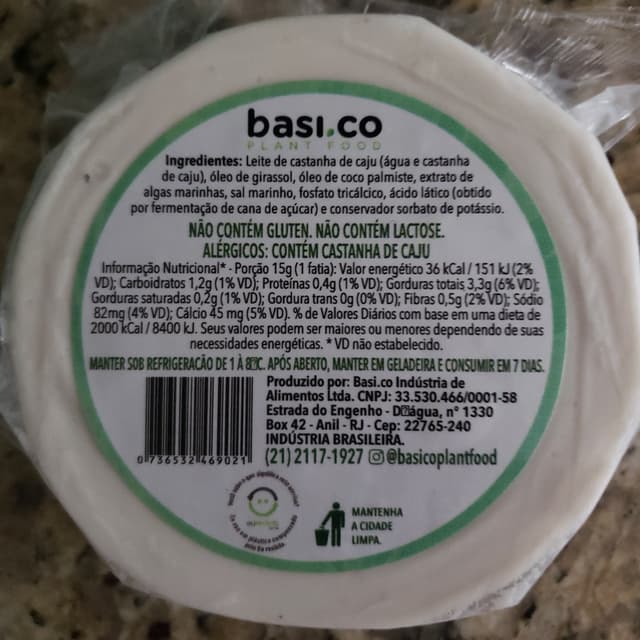 basi.co
PLANT FOOD
Ingredientes: Leite de castanha de caju (água e castanha
de caju), óleo de girassol, óleo de coco palmiste, extrato de
algas marinhas, sal marinho, fosfato tricálcico, ácido lático (obtido
por fermentação de cana de açúcar) e conservador sorbato de potássio.
NÃO CONTÉM GLUTEN. NÃO CONTÉM LACTOSE.
ALÉRGICOS: CONTÉM CASTANHA DE CAJU
Informação Nutricional* - Porção 15g (1 fatia): Valor energético 36 kCal / 151 kJ (2%
VD); Carboidratos 1,2g (1% VD); Proteínas 0,4g (1% VD); Gorduras totais 3,3g (6% VD);
Gorduras saturadas 0,2g (1% VD); Gordura trans 0g (0% VD); Fibras 0,5g (2% VD); Sódio
82mg (4% VD); Cálcio 45 mg (5% VD). % de Valores Diários com base em uma dieta de
2000 kCal / 8400 kJ. Seus valores podem ser maiores ou menores dependendo de suas
necessidades energéticas. * VD não estabelecido.
MANTER SOB REFRIGERAÇÃO DE 1 À 8°C. APÓS ABERTO, MANTER EM GELADEIRA E CONSUMIR EM 7 DIAS.
Produzido por: Basi.co Indústria de
Alimentos Ltda. CNPJ: 33.530.466/0001-58
Estrada do Engenho - D'água, n° 1330
Box 42 - Anil - RJ - Cep: 22765-240
INDÚSTRIA BRASILEIRA.
(21) 2117-1927 @basicoplantfood
0 736532 469021
MANTENHA
A CIDADE
LIMPA.